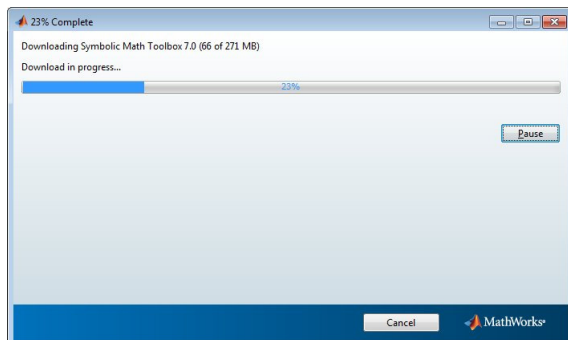 23% Complete
Downloading Symbolic Math Toolbox 7.0 (66 of 271 MB)
Download in progress...
23%
Pause
Cancel
MathWorks®